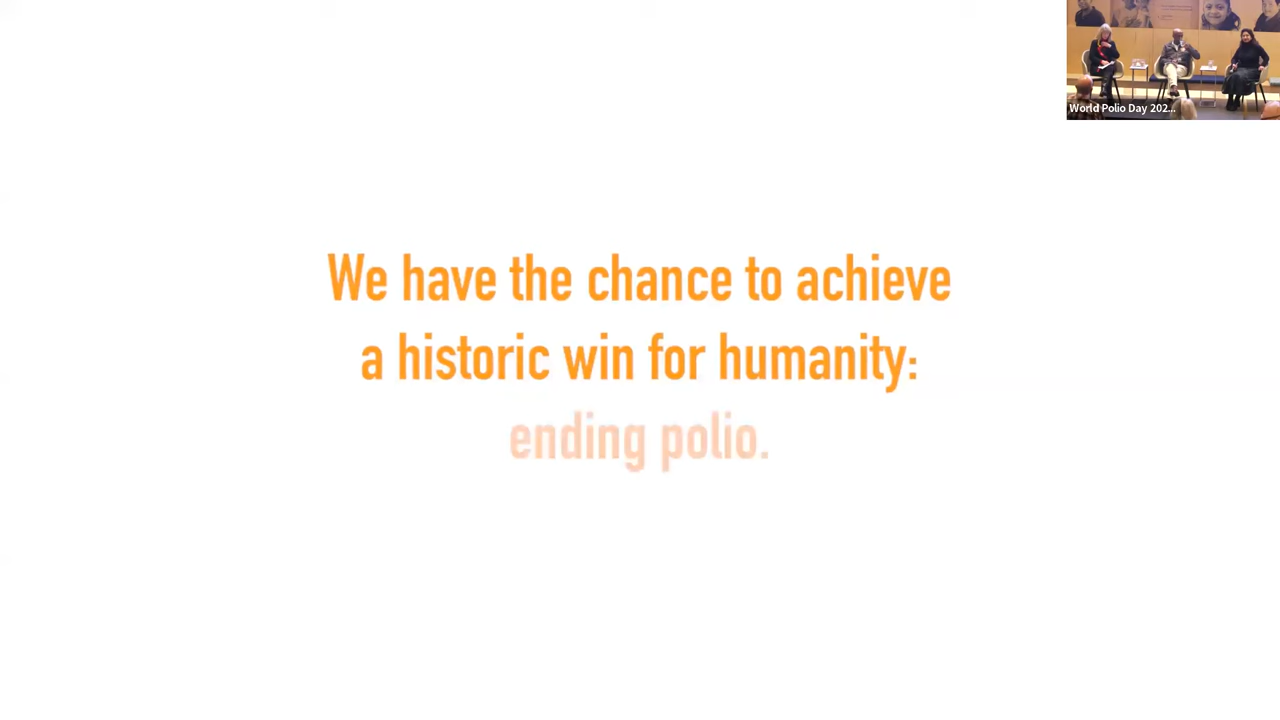 World Polio Day 202...
We have the chance to achieve
a historic win for humanity:
ending polio.